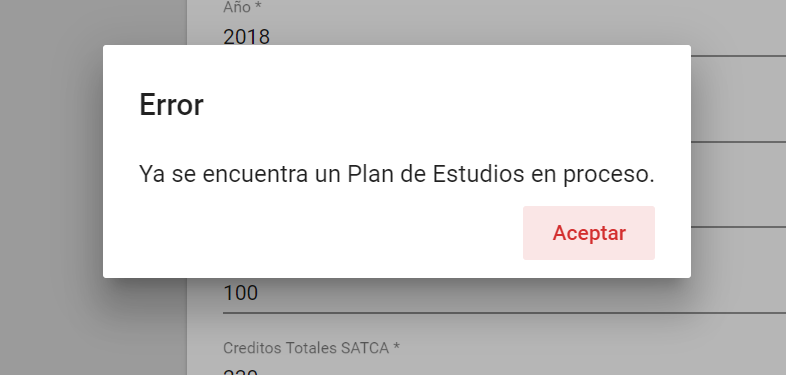 Año *
2018
Error
Ya se encuentra un Plan de Estudios en proceso.
Aceptar
100
Creditos Totales SATCA *